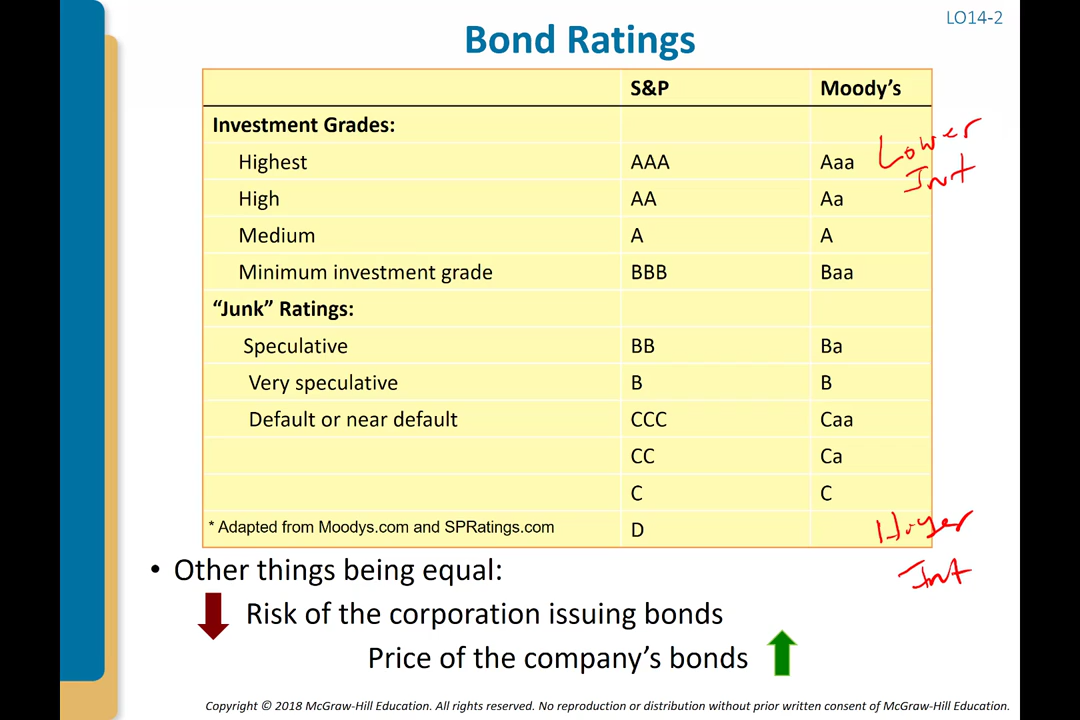 LO14-2
Bond Ratings
S&P Moody's
Investment Grades:
Highest AAA Aaa
Lower
Int
High AA Aa
Medium A A
Minimum investment grade BBB Baa
“Junk” Ratings:
Speculative BB Ba
Very speculative B B
Default or near default CCC Caa
CC Ca
C C
* Adapted from Moodys.com and SPRatings.com D
Int
• Other things being equal:
Risk of the corporation issuing bonds
Price of the company’s bonds
Copyright © 2018 McGraw-Hill Education. All rights reserved. No reproduction or distribution without prior written consent of McGraw-Hill Education.